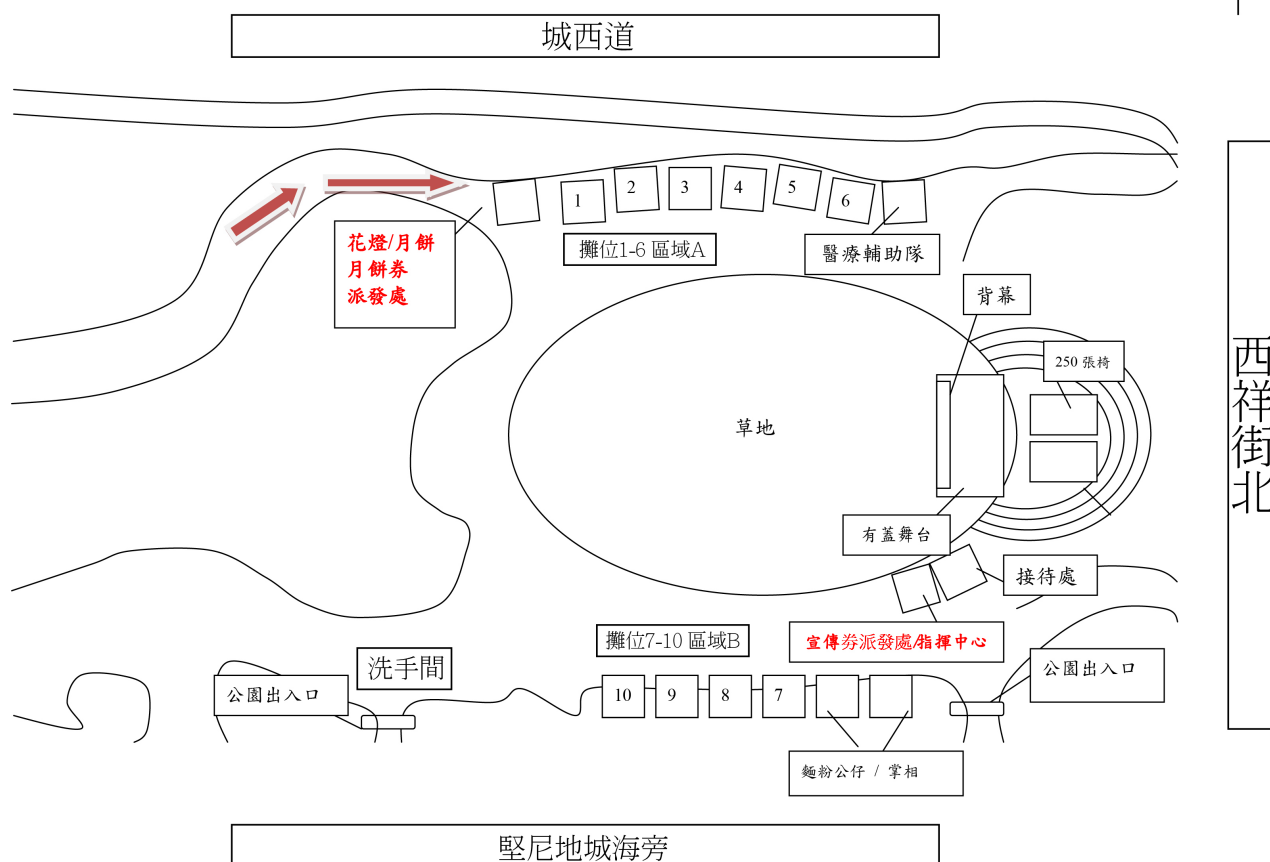 城西道
1
2
3
4
5
6
花燈/月餅
月餅券
派發處
攤位1-6 區域A
醫療輔助隊
背幕
250 張椅
西祥街北
草地
有蓋舞台
接待處
宣傳券派發處/指揮中心
攤位7-10 區域B
洗手間
公園出入口
公園出入口
10
9
8
7
麵粉公仔 / 掌相
堅尼地城海旁